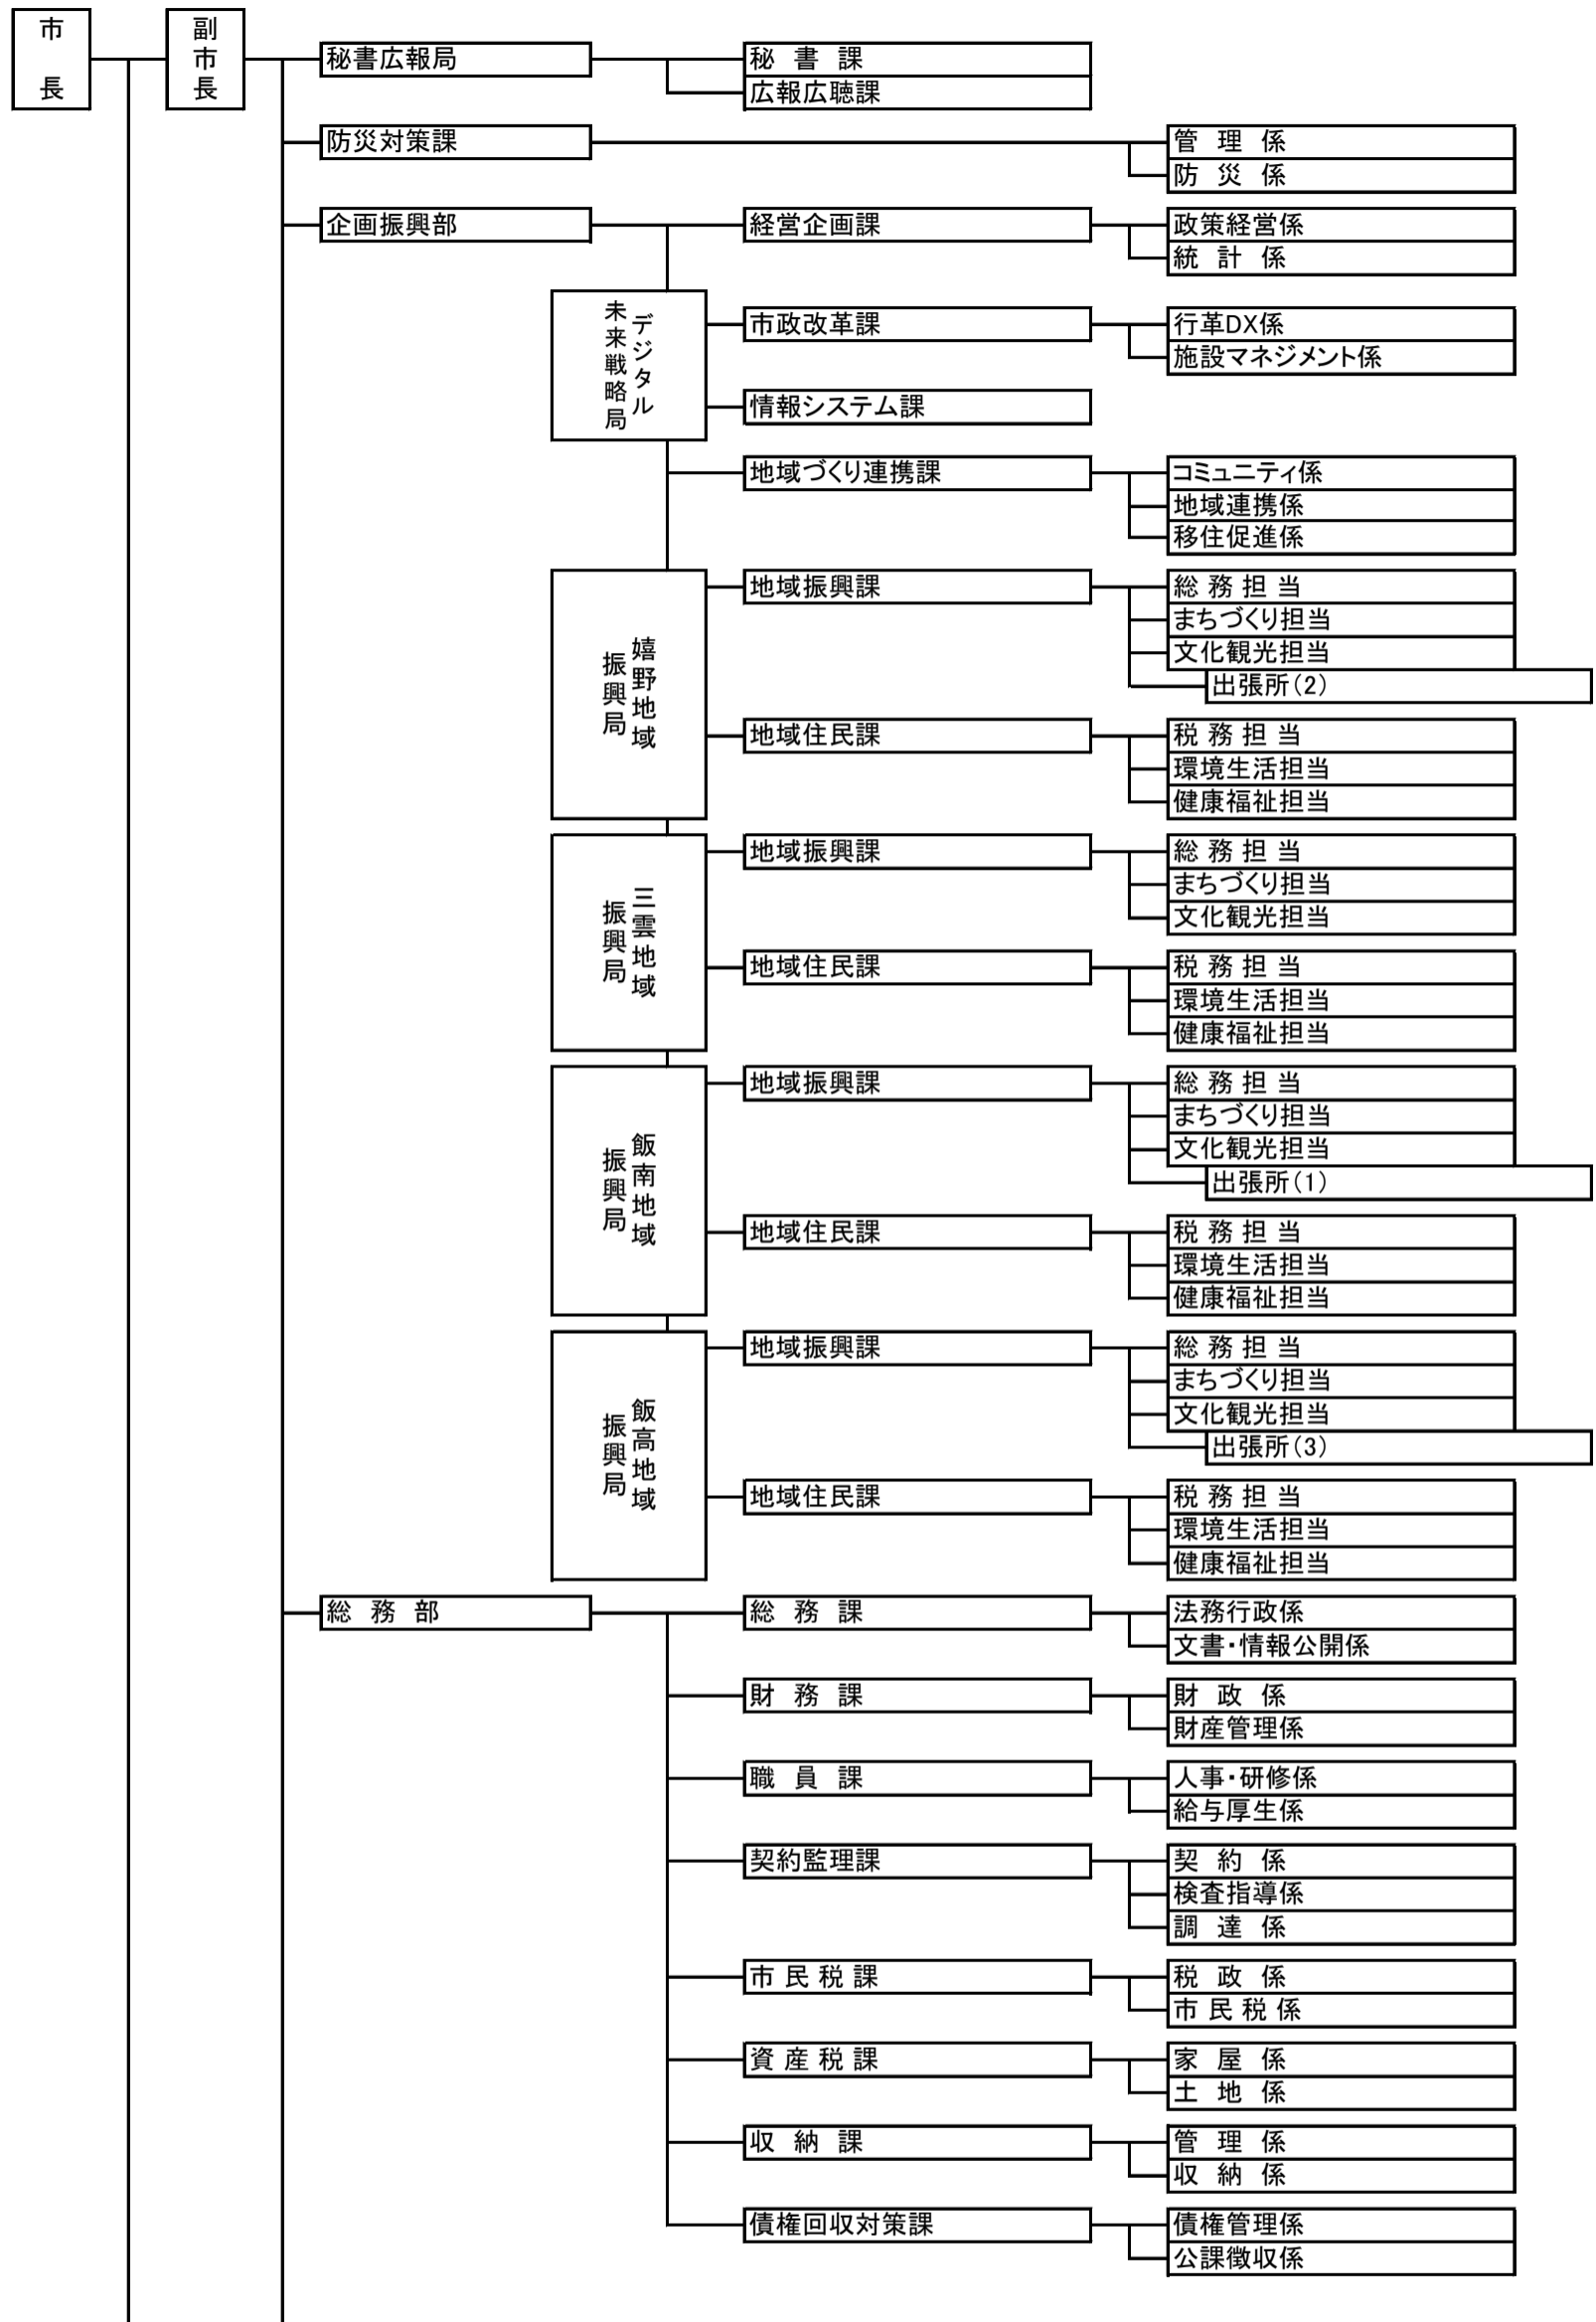 市長
副市長
秘書広報局
秘書課
広報広聴課
防災対策課
管理係
防災係
企画振興部
経営企画課
政策経営係
統計係
デジタル
未来戦略局
市政改革課
行革DX係
施設マネジメント係
情報システム課
地域づくり連携課
コミュニティ係
地域連携係
移住促進係
嬉野地域
振興局
地域振興課
総務担当
まちづくり担当
文化観光担当
出張所(2)
地域住民課
税務担当
環境生活担当
健康福祉担当
三雲地域
振興局
地域振興課
総務担当
まちづくり担当
文化観光担当
地域住民課
税務担当
環境生活担当
健康福祉担当
飯南地域
振興局
地域振興課
総務担当
まちづくり担当
文化観光担当
出張所(1)
地域住民課
税務担当
環境生活担当
健康福祉担当
飯高地域
振興局
地域振興課
総務担当
まちづくり担当
文化観光担当
出張所(3)
地域住民課
税務担当
環境生活担当
健康福祉担当
総務部
総務課
法務行政係
文書・情報公開係
財務課
財政係
財産管理係
職員課
人事・研修係
給与厚生係
契約監理課
契約係
検査指導係
調達係
市民税課
税政係
市民税係
資産税課
家屋係
土地係
収納課
管理係
収納係
債権回収対策課
債権管理係
公課徴収係